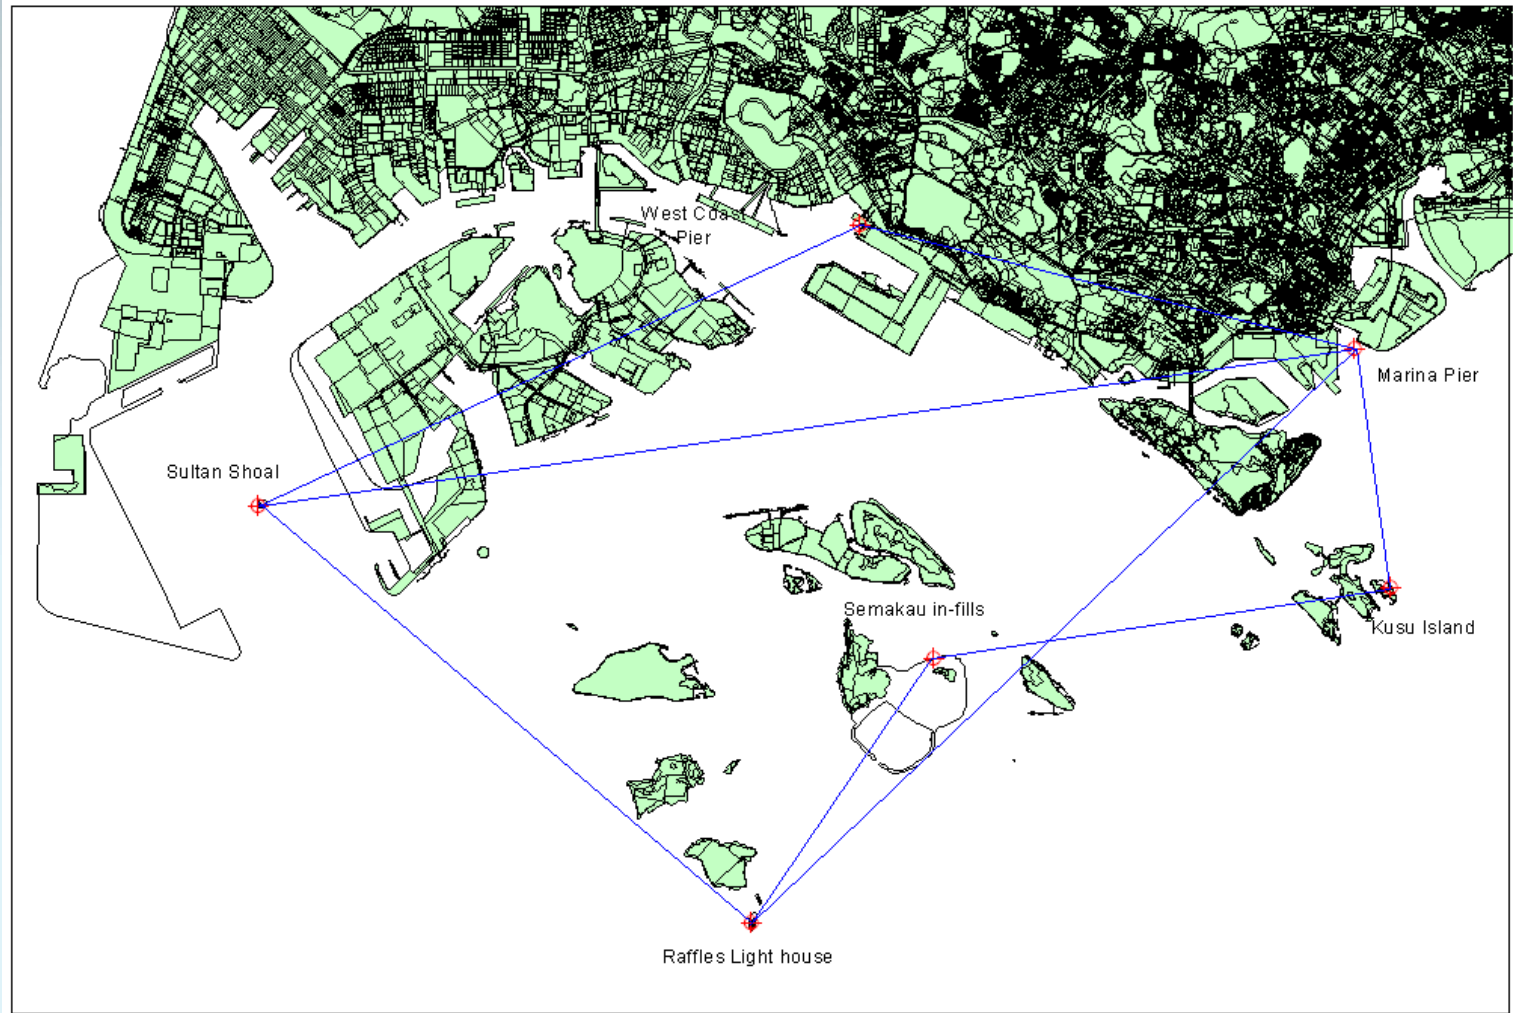 West Coast
Pier
Marina Pier
Sultan Shoal
Semakau in-fills
Kusu Island
Raffles Light house